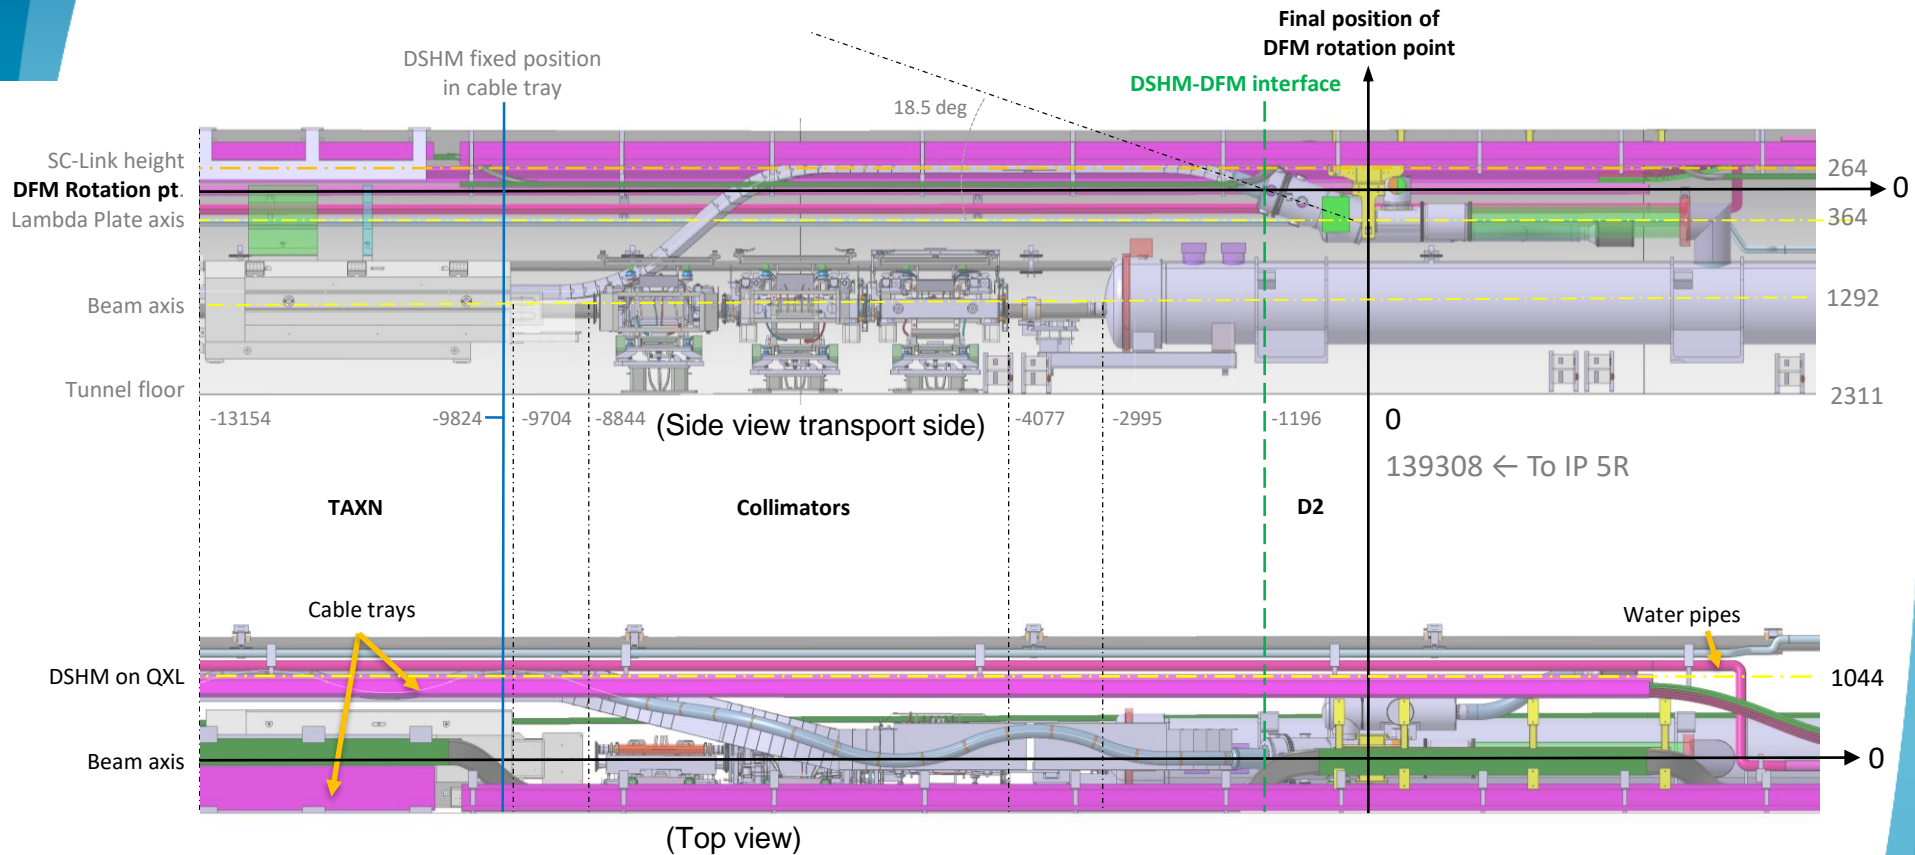 Final position of
DFM rotation point
DSHM fixed position
in cable tray
DSHM-DFM interface
18.5 deg
SC-Link height
264
DFM Rotation pt.
0
Lambda Plate axis
364
Beam axis
1292
Tunnel floor
2311
-13154
-9824
-9704
-8844
(Side view transport side)
-4077
-2995
-1196
0
139308 ← To IP 5R
TAXN
Collimators
D2
Cable trays
Water pipes
DSHM on QXL
1044
Beam axis
0
(Top view)